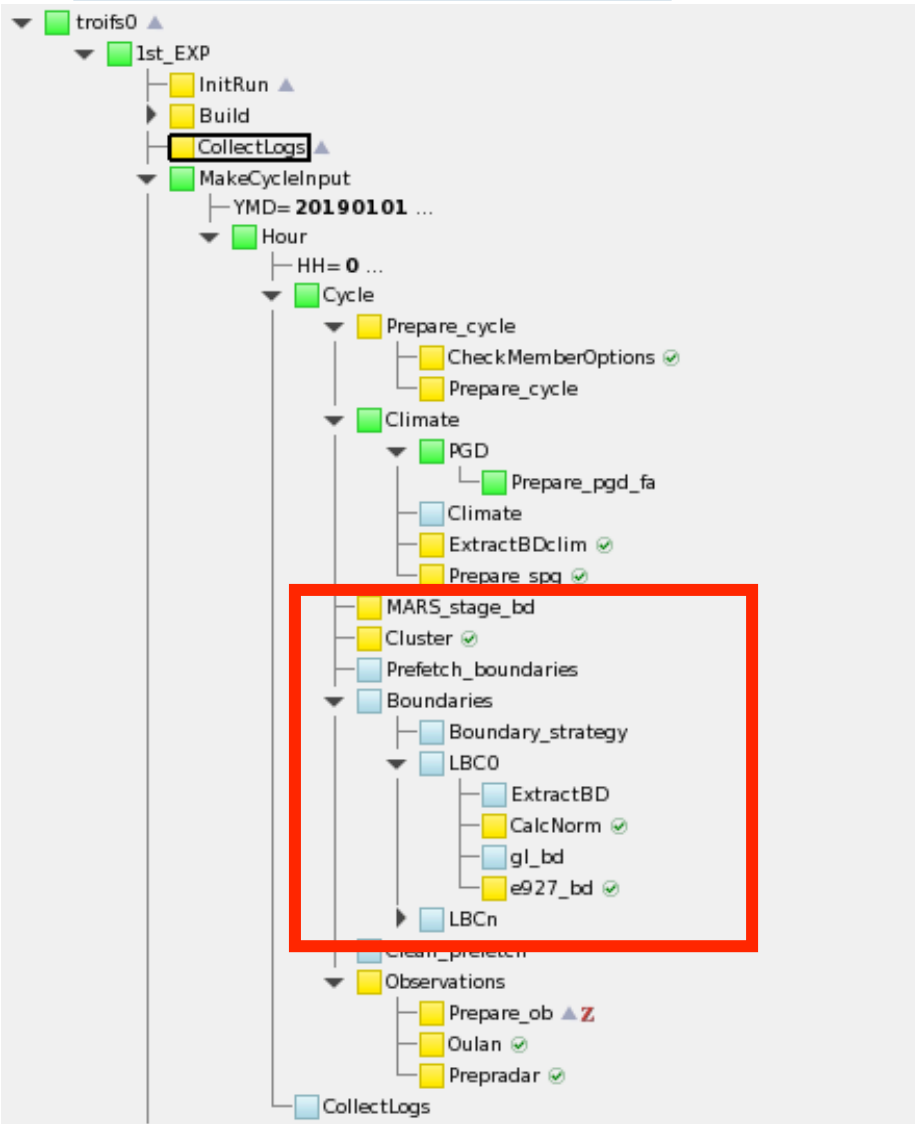 troifs0
1st_EXP
InitRun
Build
CollectLogs
MakeCycleInput
YMD= 20190101 ...
Hour
HH= 0 ...
Cycle
Prepare_cycle
CheckMemberOptions
Prepare_cycle
Climate
PGD
Prepare_pgd_fa
Climate
ExtractBDclim
Prepare_spg
MARS_stage_bd
Cluster
Prefetch_boundaries
Boundaries
Boundary_strategy
LBC0
ExtractBD
CalcNorm
gl_bd
e927_bd
LBCn
Clean_prefetch
Observations
Prepare_ob Z
Oulan
Prepradar
CollectLogs